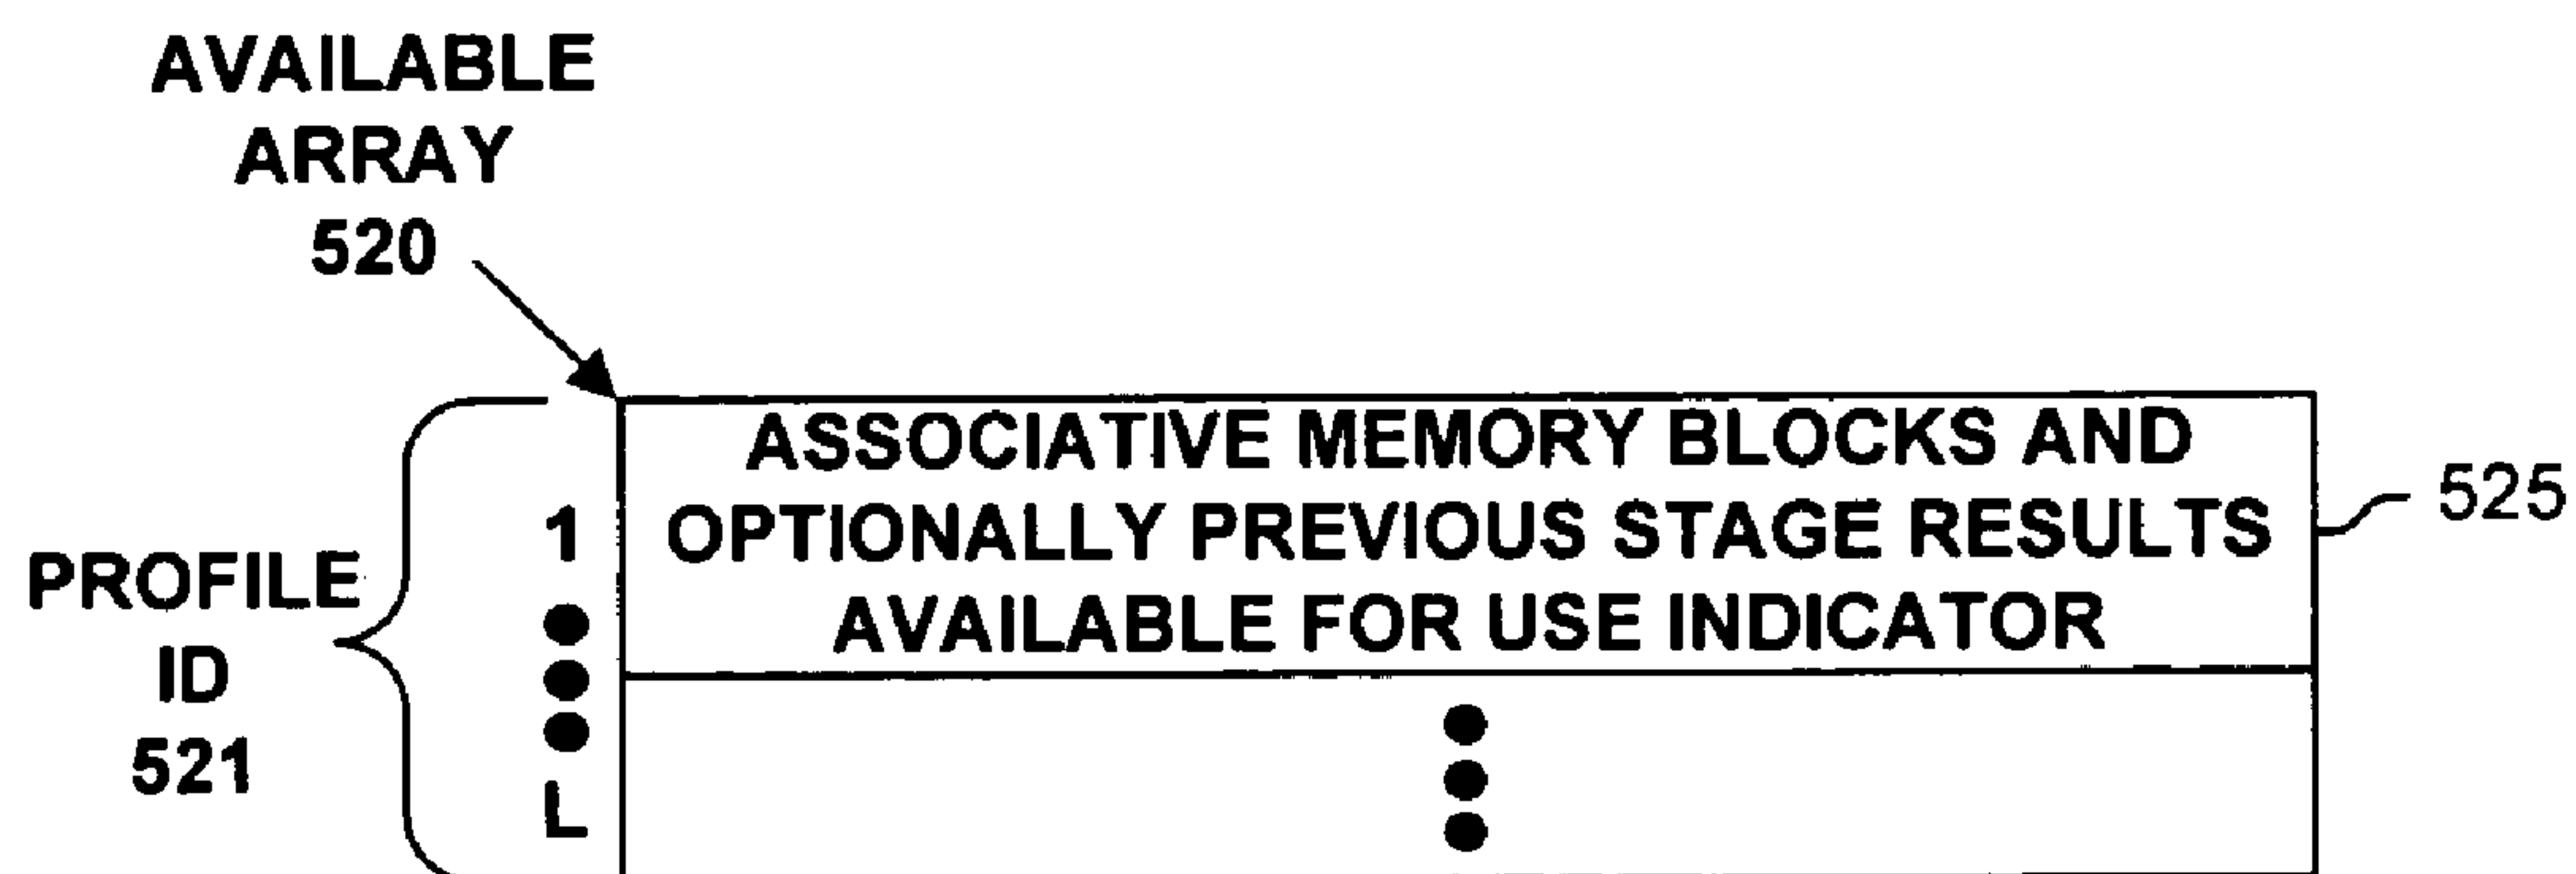 AVAILABLE
ARRAY
520
ASSOCIATIVE MEMORY BLOCKS AND
OPTIONALLY PREVIOUS STAGE RESULTS
AVAILABLE FOR USE INDICATOR
525
PROFILE
ID
521
1
L